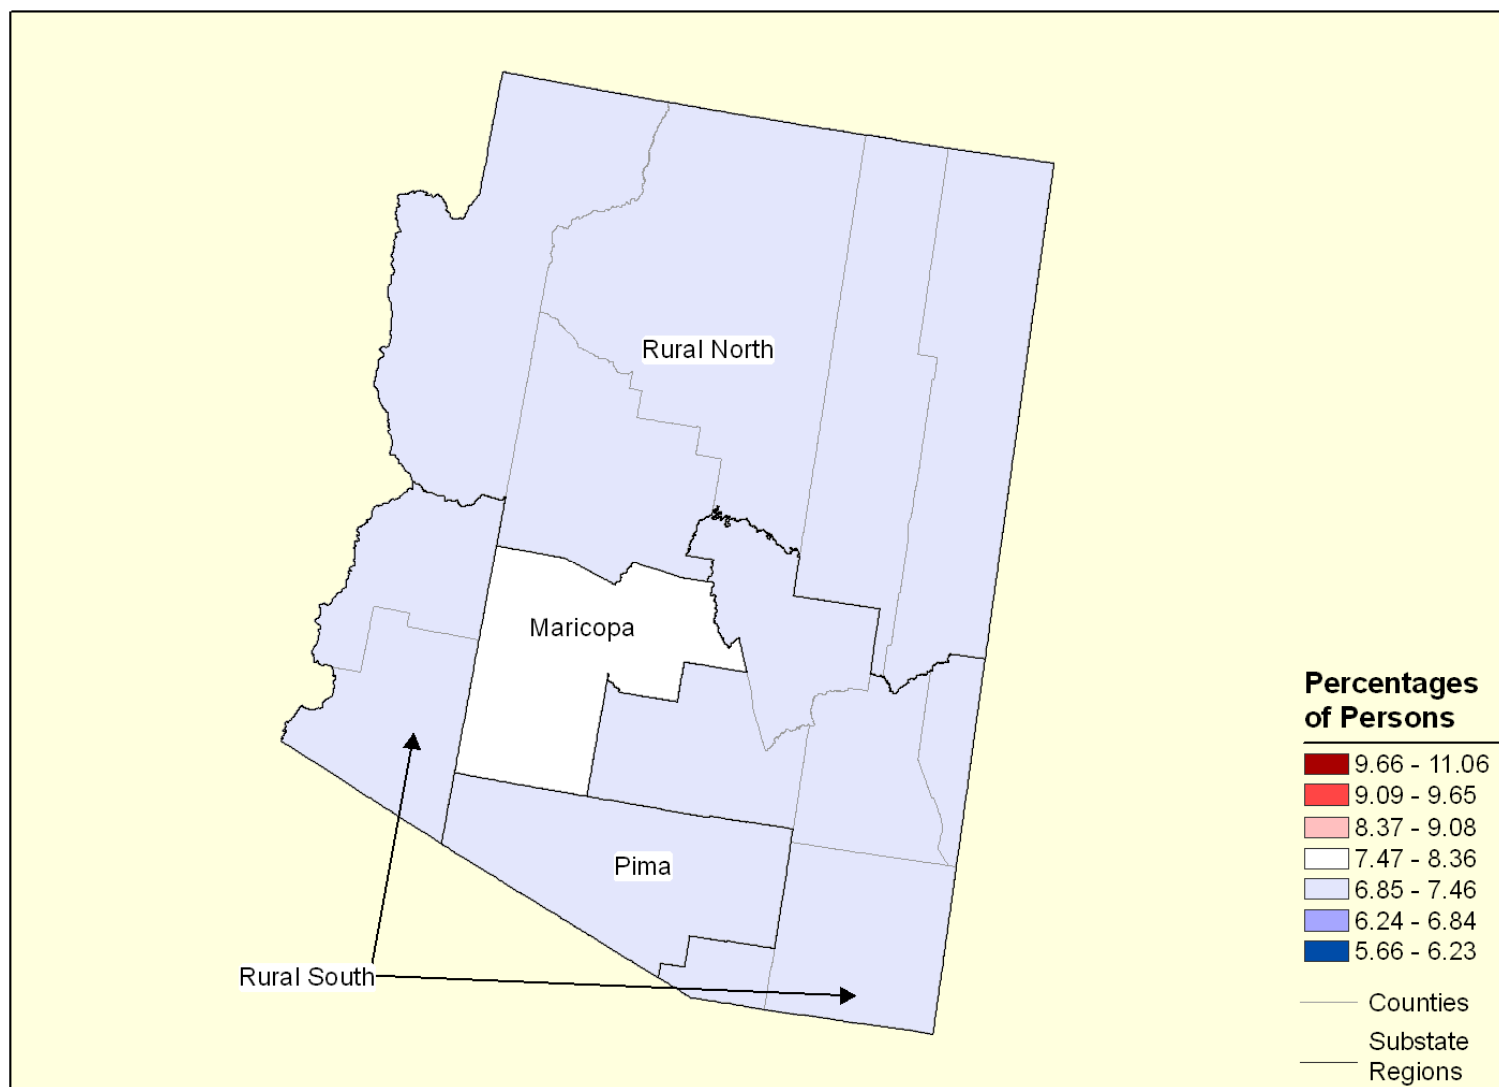 Rural North
Maricopa
Pima
Rural South
Percentages
of Persons
9.66 - 11.06
9.09 - 9.65
8.37 - 9.08
7.47 - 8.36
6.85 - 7.46
6.24 - 6.84
5.66 - 6.23
Counties
Substate
Regions